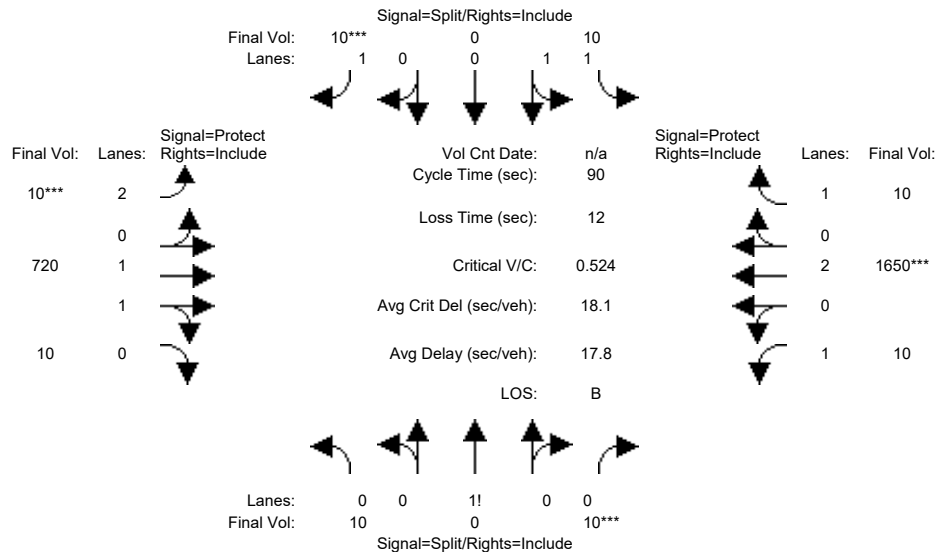 Signal=Split/Rights=Include
Final Vol: 10*** 0 10
Lanes: 1 0 0 1 1
Signal=Protect
Final Vol: Lanes: Rights=Include
Vol Cnt Date: n/a
Signal=Protect
Rights=Include Lanes: Final Vol:
Cycle Time (sec): 90
10*** 2
1 10
Loss Time (sec): 12
0
0
720 1
Critical V/C: 0.524
2 1650***
1
Avg Crit Del (sec/veh): 18.1
0
10 0
Avg Delay (sec/veh): 17.8
1 10
LOS: B
Lanes: 0 0 1! 0 0
Final Vol: 10 0 10***
Signal=Split/Rights=Include